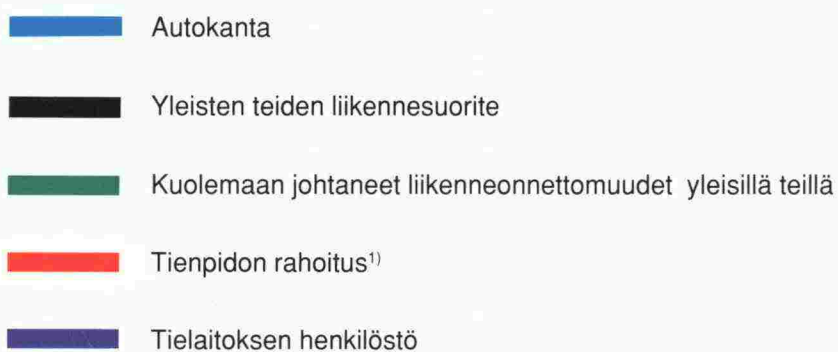 Autokanta
Yleisten teiden liikennesuorite
Kuolemaan johtaneet liikenneonnettomuudet yleisillä teillä
Tienpidon rahoitus¹⁾
Tielaitoksen henkilöstö